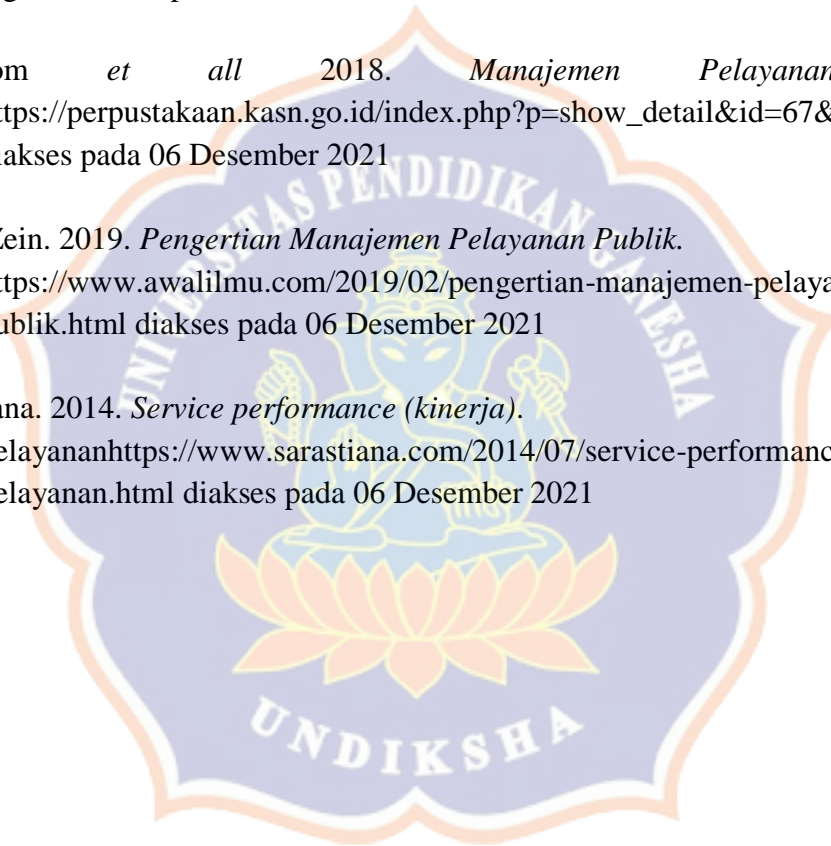 om et all 2018. Manajemen Pelayanan
ttps://perpustakaan.kasn.go.id/index.php?p=show_detail&id=67&
iakses pada 06 Desember 2021
UNIVERSITAS PENDIDIKAN GANESHA
Zein. 2019. Pengertian Manajemen Pelayanan Publik.
ttps://www.awalilmu.com/2019/02/pengertian-manajemen-pelaya
ublik.html diakses pada 06 Desember 2021
ana. 2014. Service performance (kinerja).
elayananhttps://www.sarastiana.com/2014/07/service-performanc
elayanan.html diakses pada 06 Desember 2021
UNDIKSHA